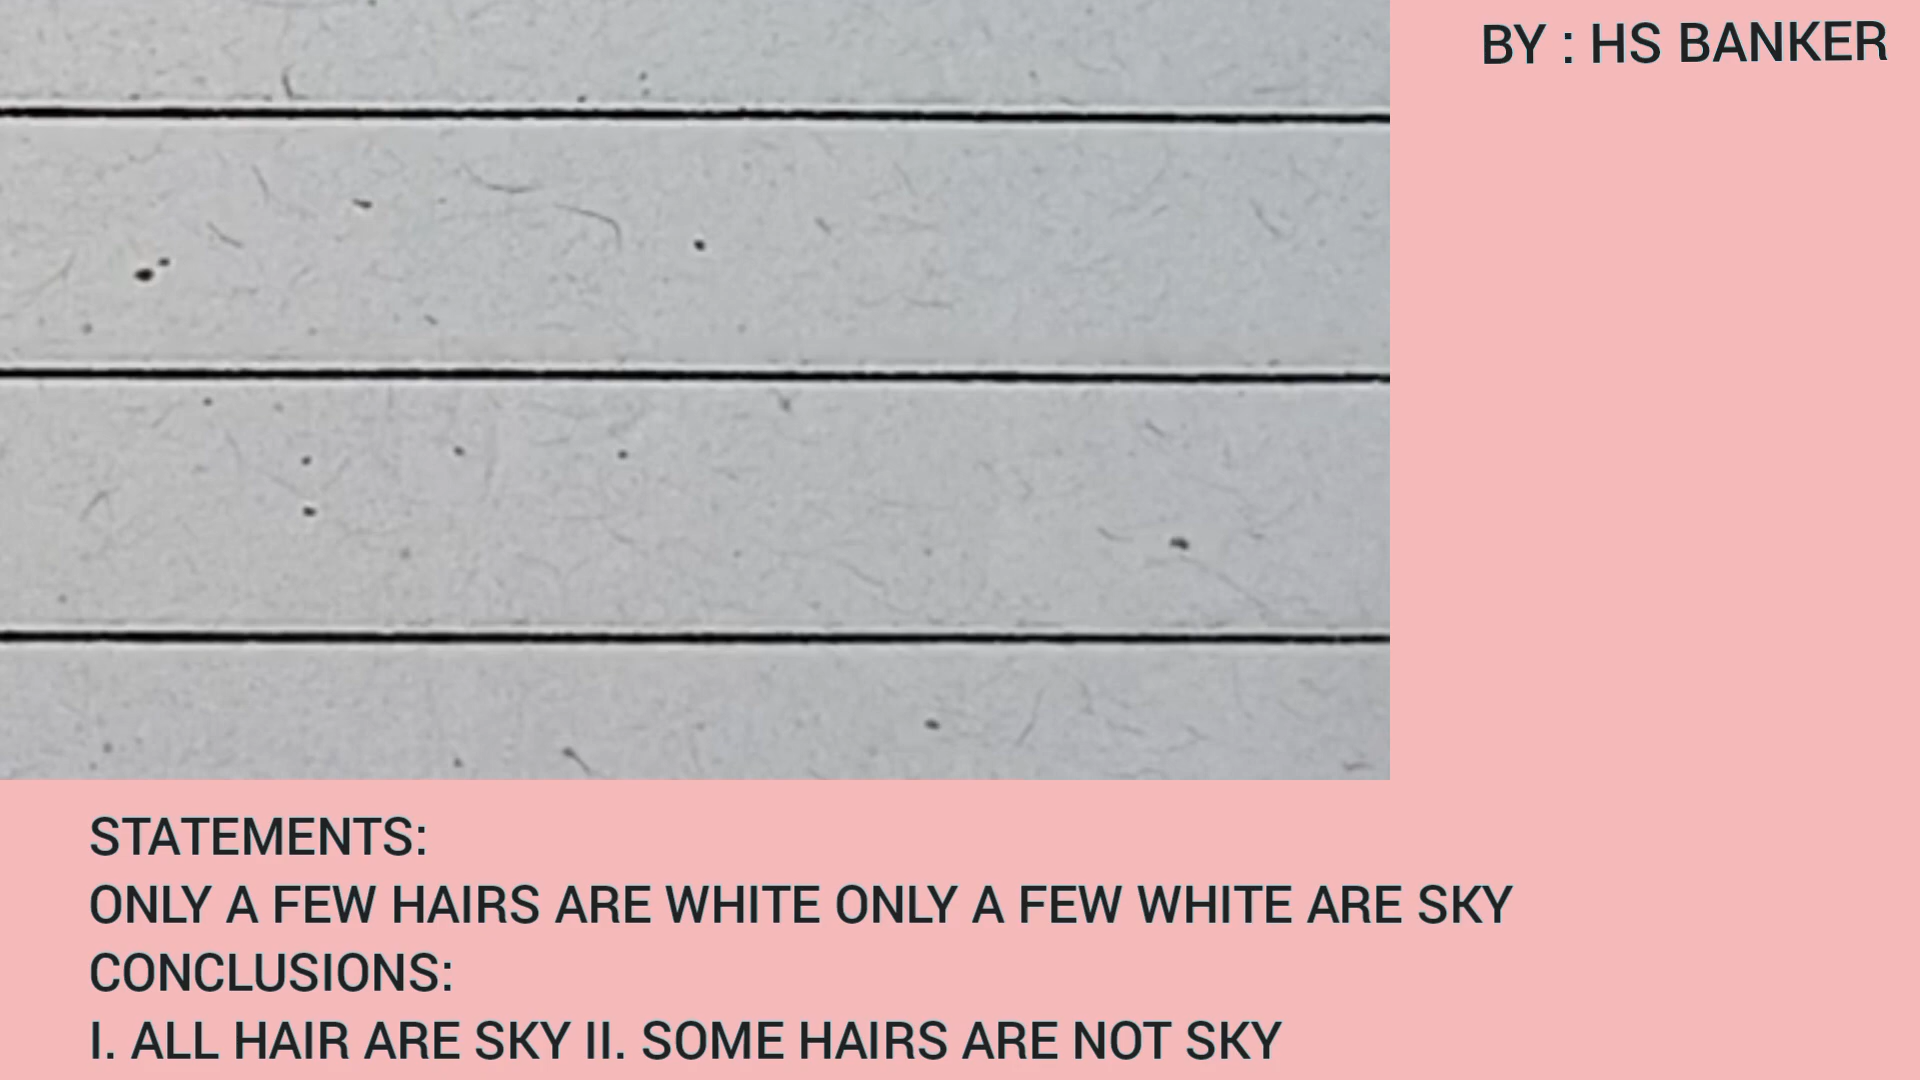 BY : HS BANKER
STATEMENTS:
ONLY A FEW HAIRS ARE WHITE ONLY A FEW WHITE ARE SKY
CONCLUSIONS:
I. ALL HAIR ARE SKY II. SOME HAIRS ARE NOT SKY